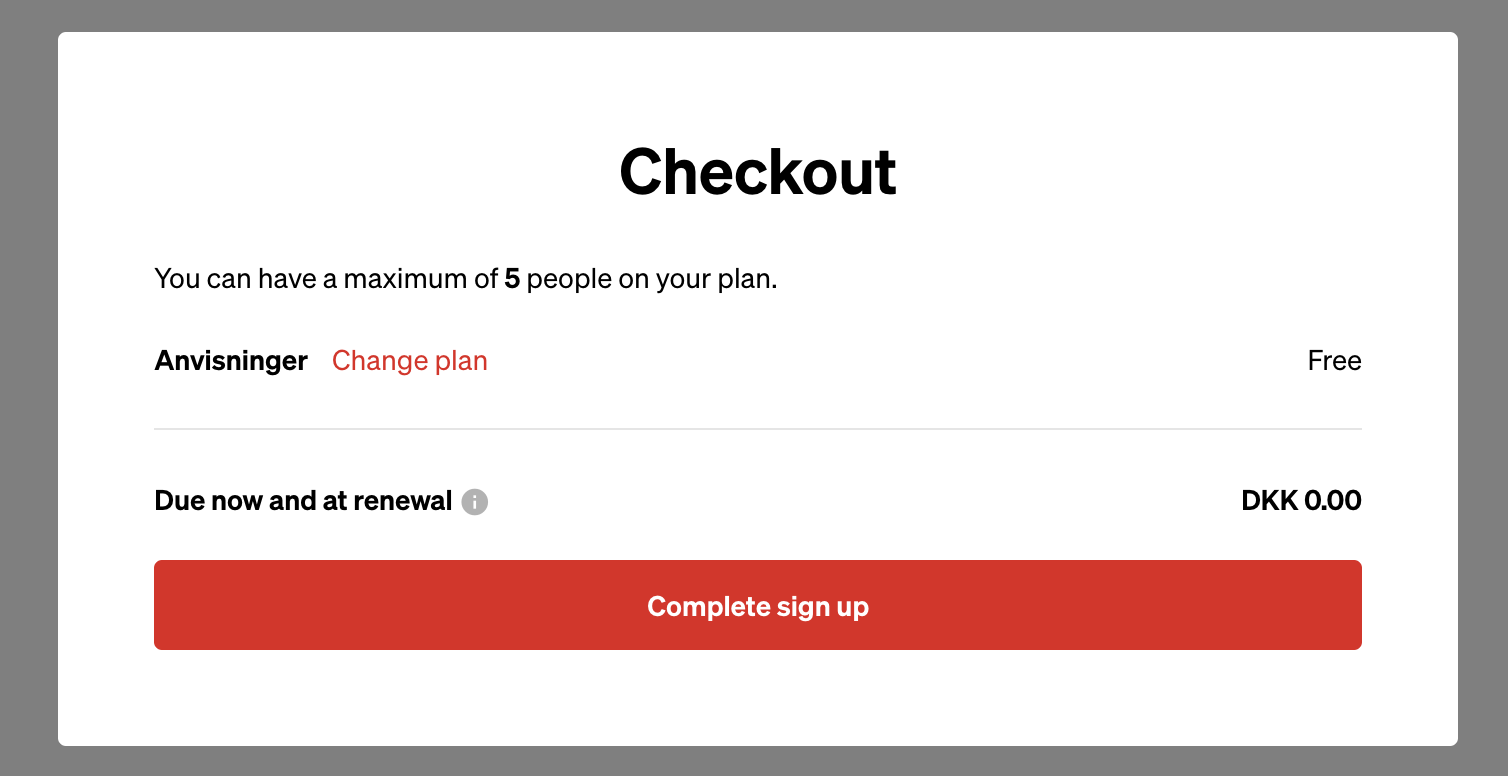 Checkout
You can have a maximum of 5 people on your plan.
Anvisninger Change plan Free
Due now and at renewal DKK 0.00
Complete sign up